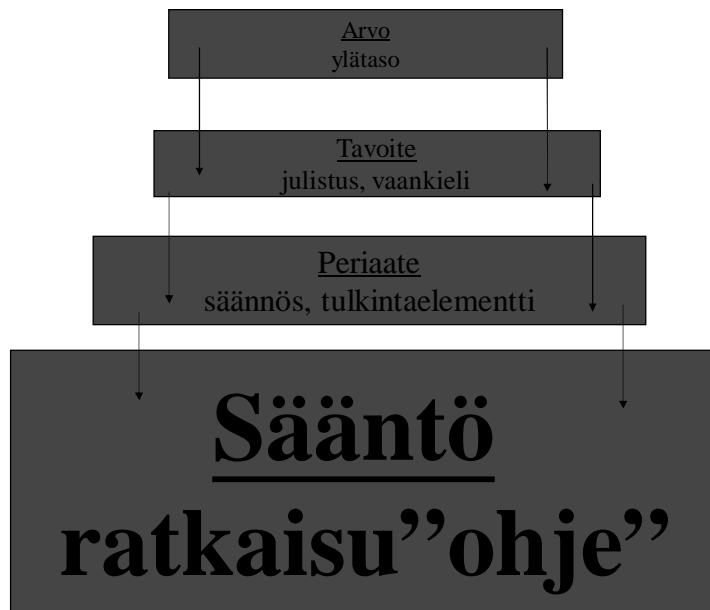 Arvo
ylätaso
Tavoite
julistus, vaankieli
Periaate
säännös, tulkintaelementti
Sääntö
ratkaisu”ohje”